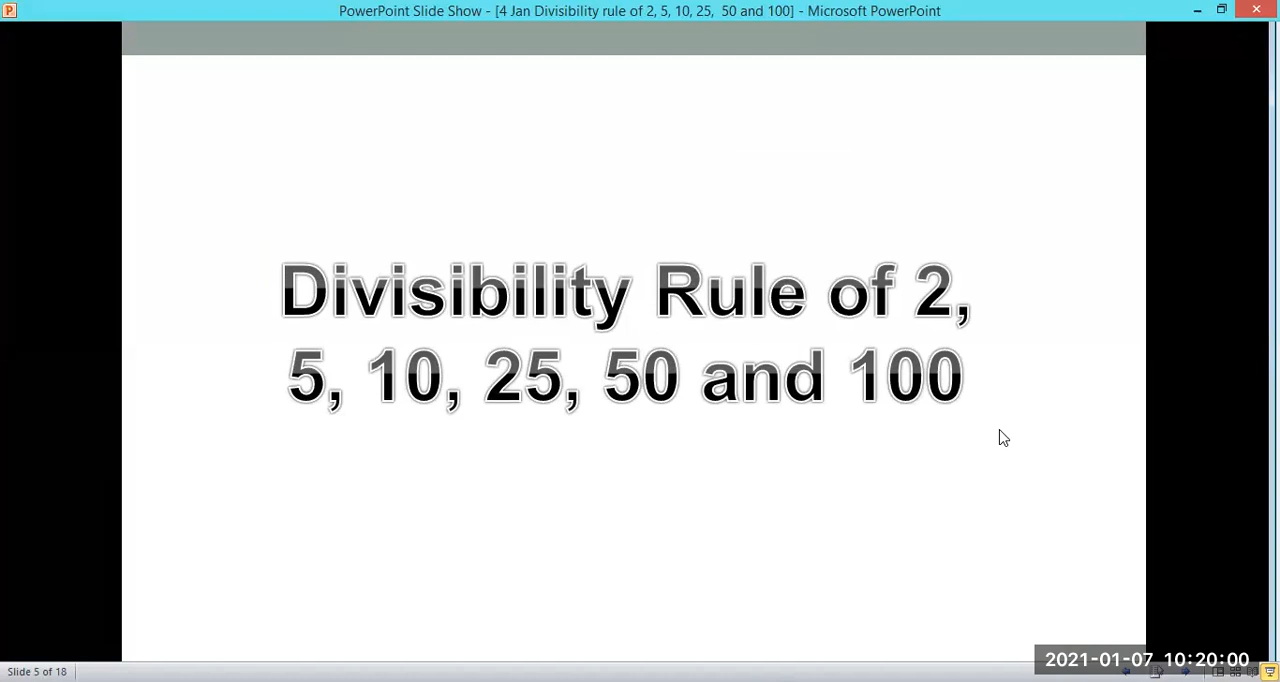 PowerPoint Slide Show - [4 Jan Divisibility rule of 2, 5, 10, 25,  50 and 100] - Microsoft PowerPoint
Divisibility Rule of 2,
5, 10, 25, 50 and 100
Slide 5 of 18
2021-01-07 10:20:00